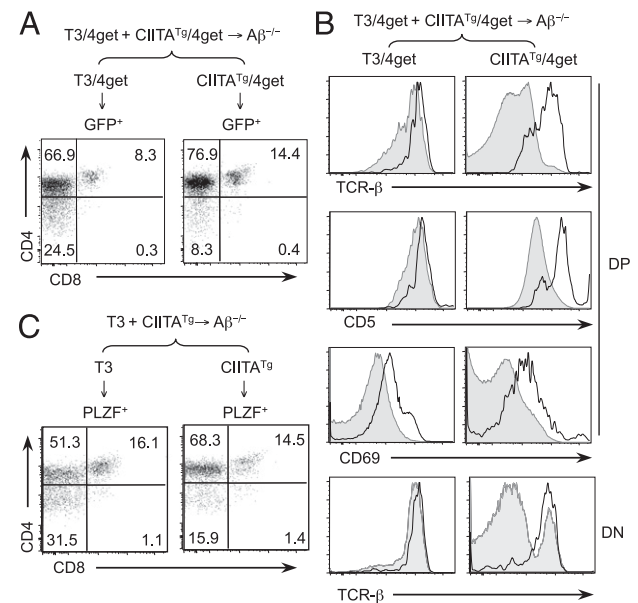 A
T3/4get + CIITATg/4get → Aβ−/−
T3/4get CIITATg/4get
GFP+ GFP+
66.9 8.3 76.9 14.4
24.5 0.3 8.3 0.4
CD4
CD8
B
T3/4get + CIITATg/4get → Aβ−/−
T3/4get CIITATg/4get
TCR-β
CD5
DP
CD69
TCR-β
DN
C
T3 + CIITATg → Aβ−/−
T3 CIITATg
PLZF+ PLZF+
51.3 16.1 68.3 14.5
31.5 1.1 15.9 1.4
CD4
CD8